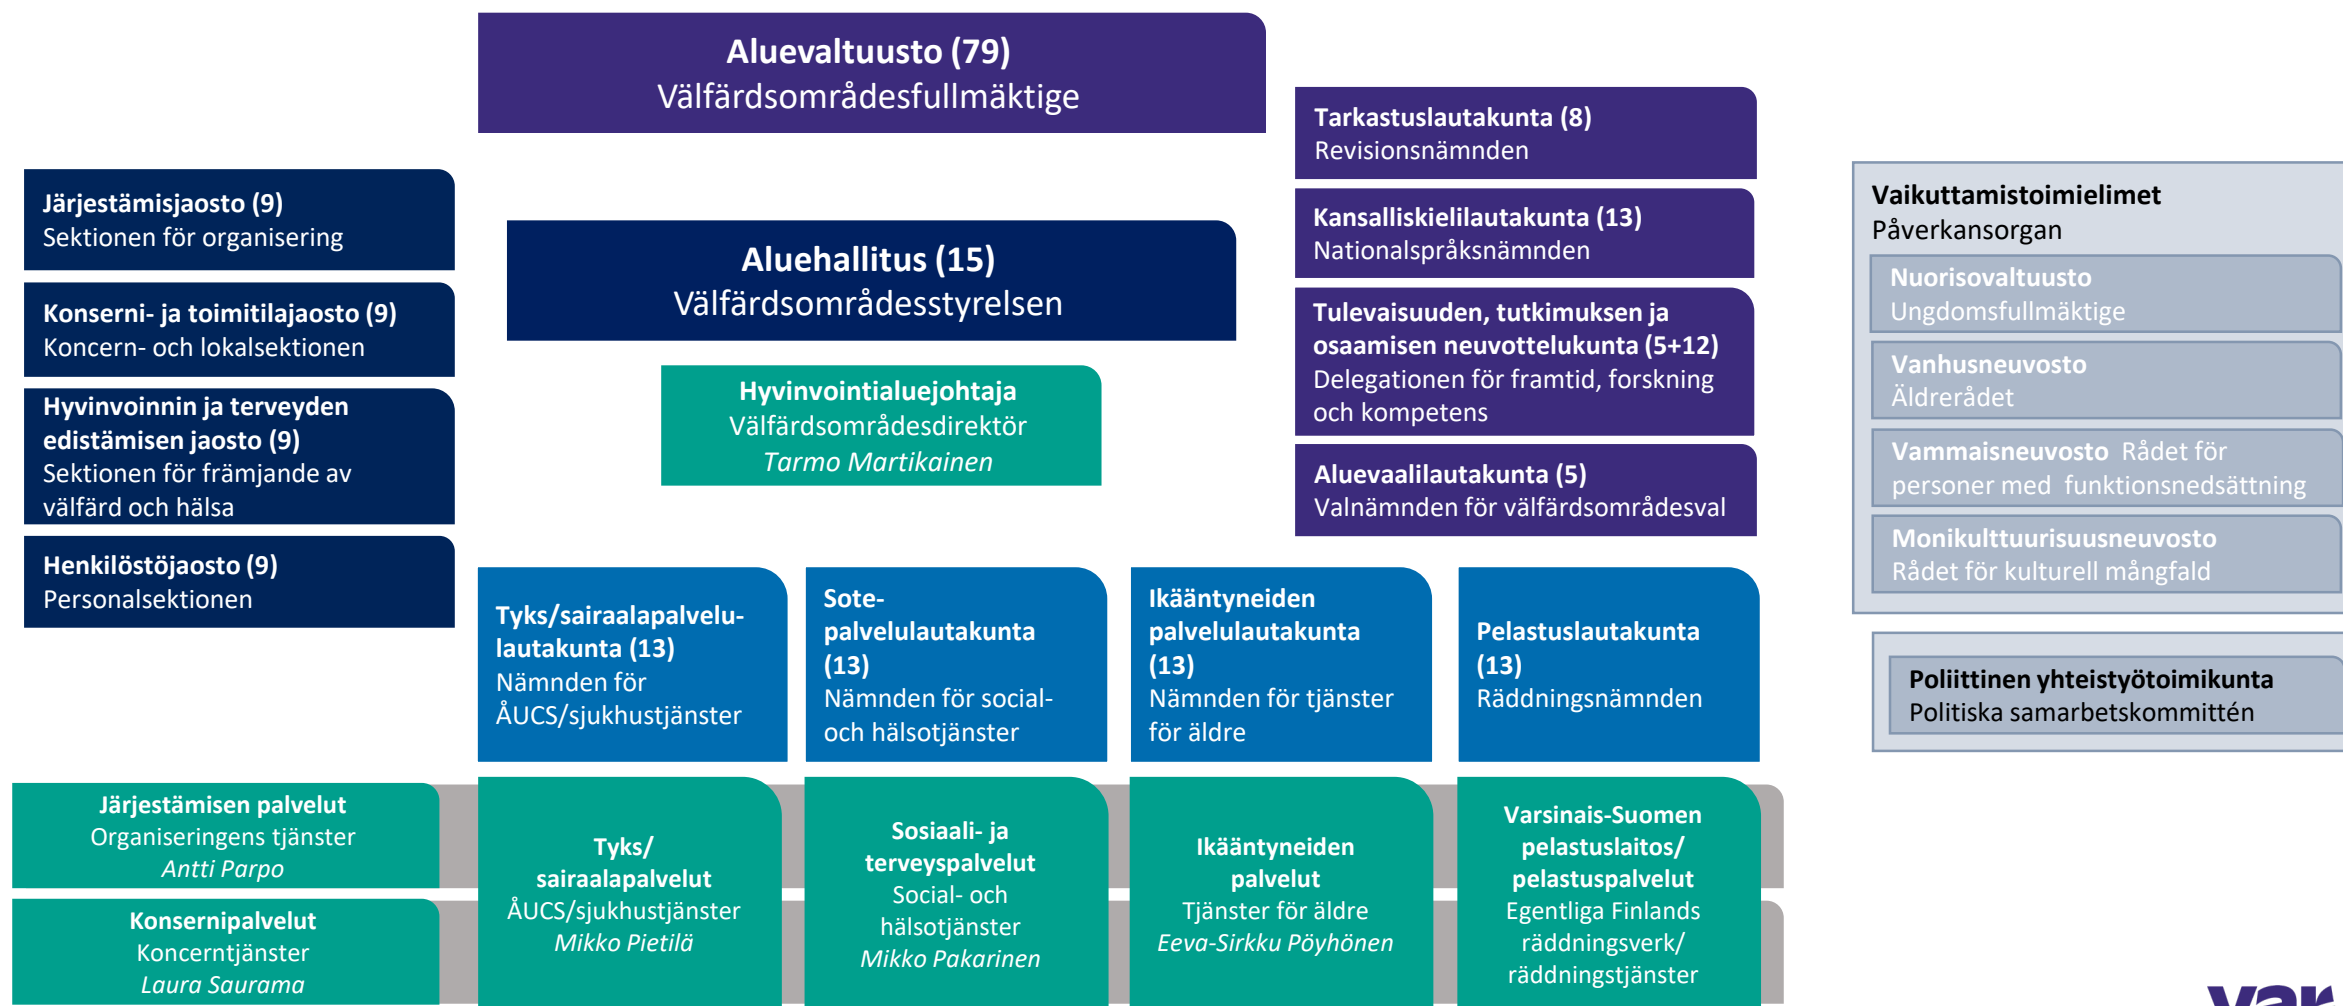 Aluevaltuusto (79)
Välfärdsområdesfullmäktige
Järjestämisjaosto (9)
Sektionen för organisering
Konserni- ja toimitilajaosto (9)
Koncern- och lokalsektionen
Hyvinvoinnin ja terveyden
edistämisen jaosto (9)
Sektionen för främjande av
välfärd och hälsa
Henkilöstöjaosto (9)
Personalsektionen
Aluehallitus (15)
Välfärdsområdesstyrelsen
Hyvinvointialuejohtaja
Välfärdsområdesdirektör
Tarmo Martikainen
Tarkastuslautakunta (8)
Revisionsnämnden
Kansalliskielilautakunta (13)
Nationalspråksnämnden
Tulevaisuuden, tutkimuksen ja
osaamisen neuvottelukunta (5+12)
Delegationen för framtid, forskning
och kompetens
Aluevaalilautakunta (5)
Valnämnden för välfärdsområdesval
Vaikuttamistoimielimet
Påverkansorgan
Nuorisovaltuusto
Ungdomsfullmäktige
Vanhusneuvosto
Äldrerådet
Vammaisneuvosto Rådet för
personer med funktionsnedsättning
Monikulttuurisuusneuvosto
Rådet för kulturell mångfald
Poliittinen yhteistyötoimikunta
Politiska samarbetskommittén
Tyks/sairaalapalvelu-
lautakunta (13)
Nämnden för
ÅUCS/sjukhustjänster
Sote-
palvelulautakunta
(13)
Nämnden för social-
och hälsotjänster
Ikääntyneiden
palvelulautakunta
(13)
Nämnden för tjänster
för äldre
Pelastuslautakunta
(13)
Räddningsnämnden
Järjestämisen palvelut
Organiseringens tjänster
Antti Parpo
Konsernipalvelut
Koncerntjänster
Laura Saurama
Tyks/
sairaalapalvelut
ÅUCS/sjukhustjänster
Mikko Pietilä
Sosiaali- ja
terveyspalvelut
Social- och
hälsotjänster
Mikko Pakarinen
Ikääntyneiden
palvelut
Tjänster för äldre
Eeva-Sirkku Pöyhönen
Varsinais-Suomen
pelastuslaitos/
pelastuspalvelut
Egentliga Finlands
räddningsverk/
räddningstjänster